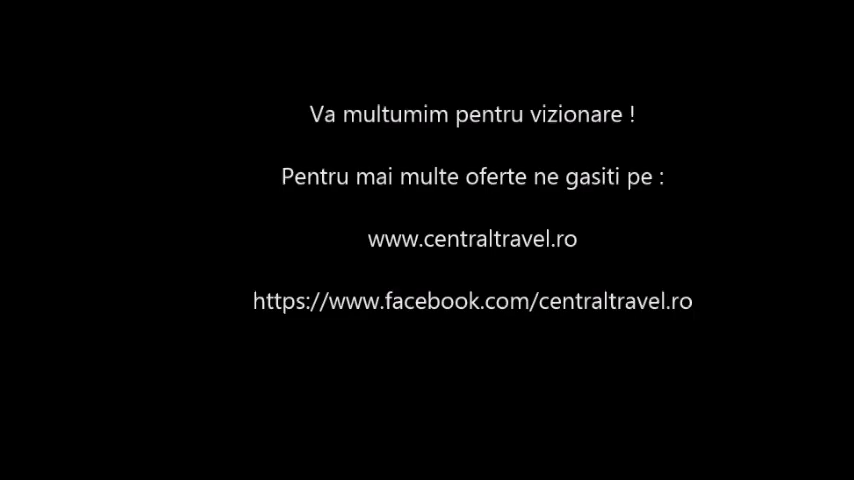 Va multumim pentru vizionare !
Pentru mai multe oferte ne gasiti pe :
www.centraltravel.ro
https://www.facebook.com/centraltravel.ro